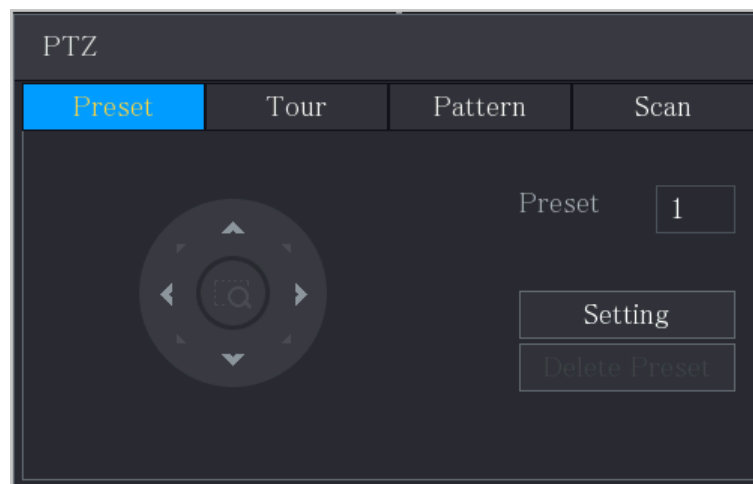 PTZ
Preset Tour Pattern Scan
Preset 1
Setting
Delete Preset